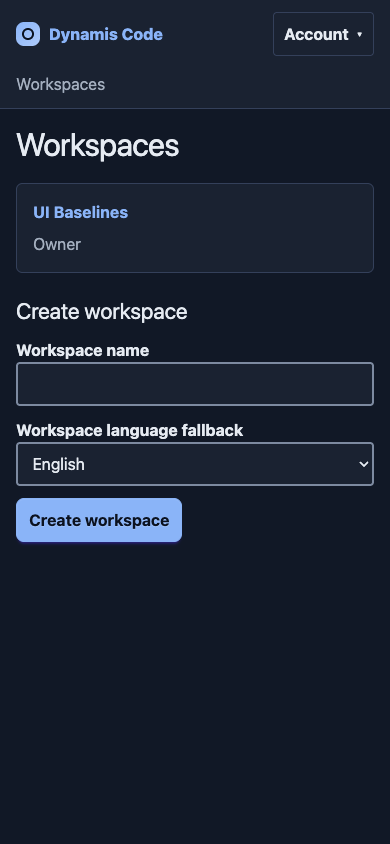 Dynamis Code
Account ▾
Workspaces
Workspaces
UI Baselines
Owner
Create workspace
Workspace name
Workspace language fallback
English
Create workspace